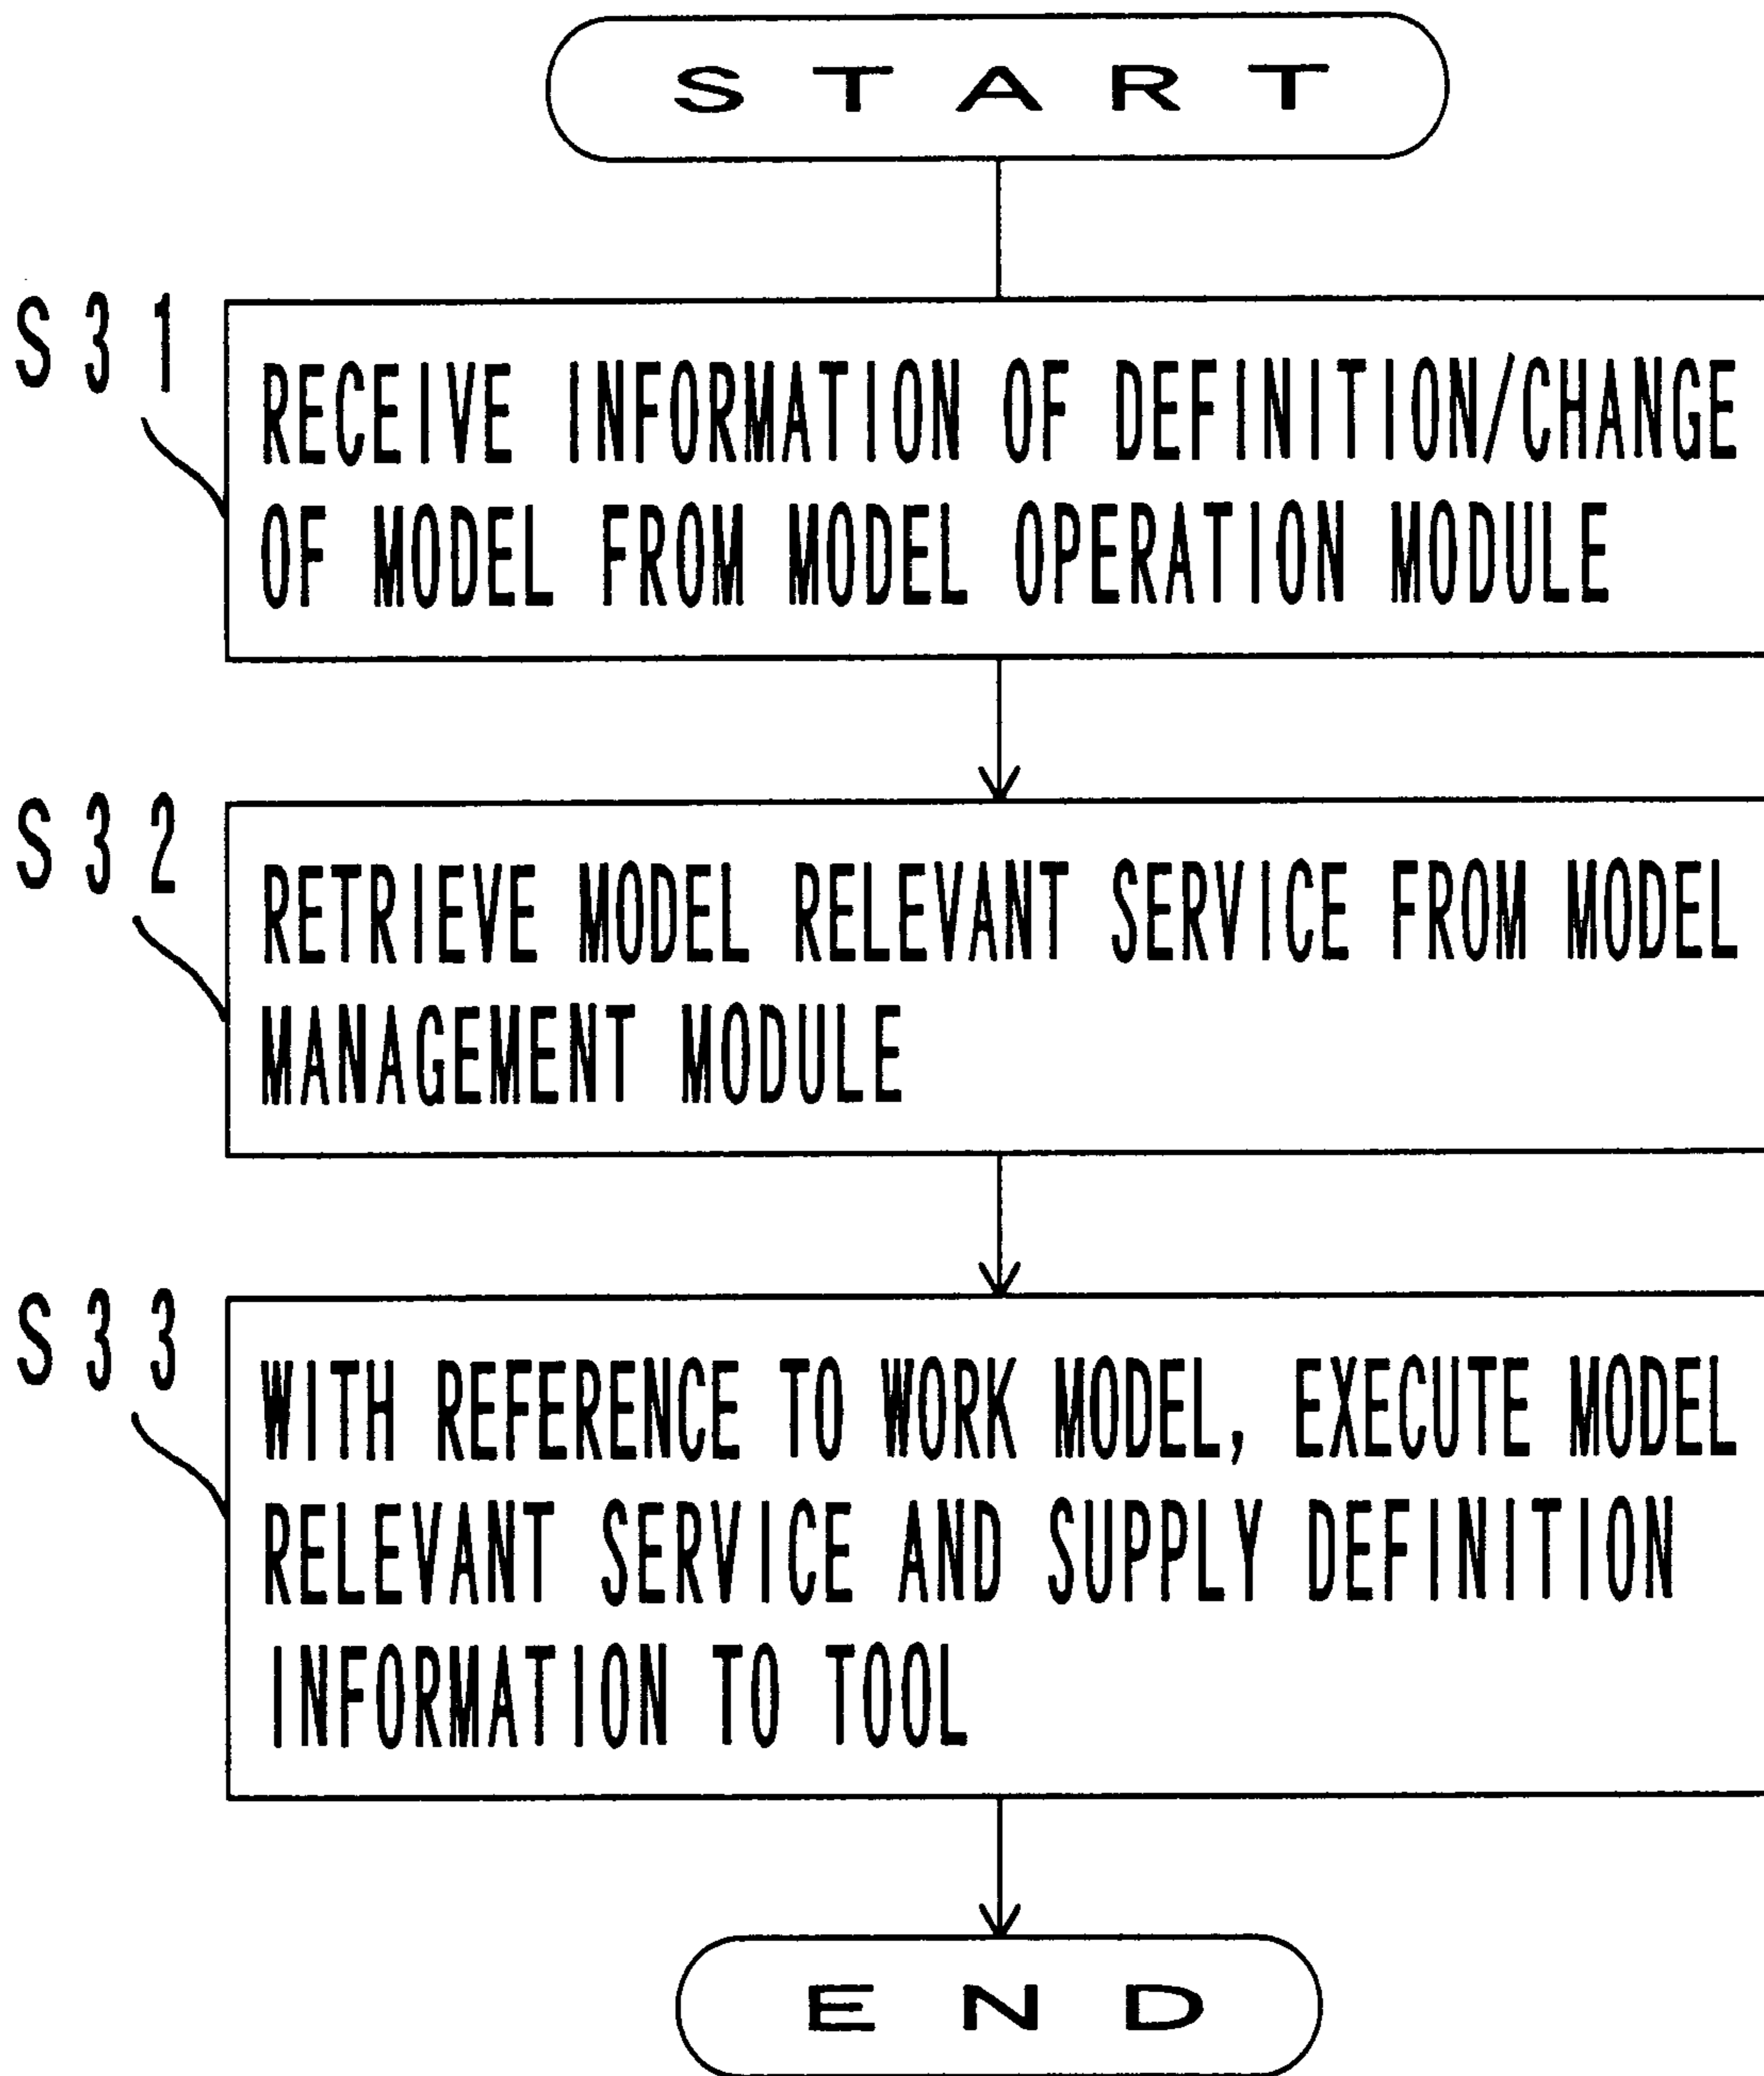 START
S31
RECEIVE INFORMATION OF DEFINITION/CHANGE
OF MODEL FROM MODEL OPERATION MODULE
S32
RETRIEVE MODEL RELEVANT SERVICE FROM MODEL
MANAGEMENT MODULE
S33
WITH REFERENCE TO WORK MODEL, EXECUTE MODEL
RELEVANT SERVICE AND SUPPLY DEFINITION
INFORMATION TO TOOL
END